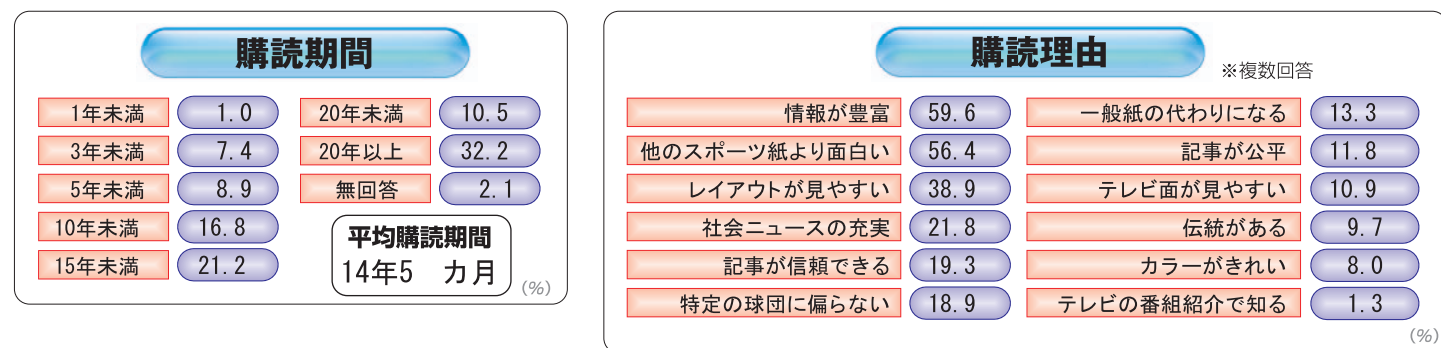 購読期間
1年未満 1.0
3年未満 7.4
5年未満 8.9
10年未満 16.8
15年未満 21.2
20年未満 10.5
20年以上 32.2
無回答 2.1
平均購読期間
14年5 カ月
(%)
購読理由
※複数回答
情報が豊富 59.6
他のスポーツ紙より面白い 56.4
レイアウトが見やすい 38.9
社会ニュースの充実 21.8
記事が信頼できる 19.3
特定の球団に偏らない 18.9
一般紙の代わりになる 13.3
記事が公平 11.8
テレビ面が見やすい 10.9
伝統がある 9.7
カラーがきれい 8.0
テレビの番組紹介で知る 1.3
(%)